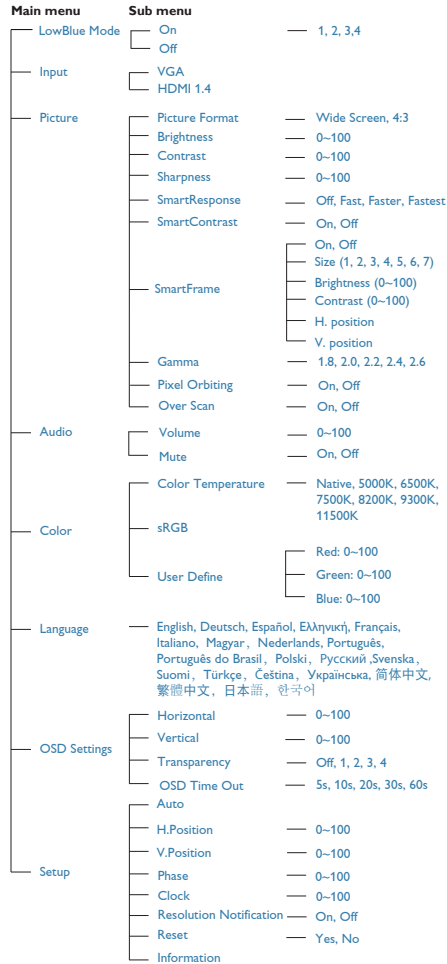 Main menu Sub menu
LowBlue Mode On 1, 2, 3,4
Off
Input VGA
HDMI 1.4
Picture Picture Format Wide Screen, 4:3
Brightness 0~100
Contrast 0~100
Sharpness 0~100
SmartResponse Off, Fast, Faster, Fastest
SmartContrast On, Off
SmartFrame On, Off
Size (1, 2, 3, 4, 5, 6, 7)
Brightness (0~100)
Contrast (0~100)
H. position
V. position
Gamma 1.8, 2.0, 2.2, 2.4, 2.6
Pixel Orbiting On, Off
Over Scan On, Off
Audio Volume 0~100
Mute On, Off
Color Color Temperature Native, 5000K, 6500K,
7500K, 8200K, 9300K,
11500K
sRGB
User Define Red: 0~100
Green: 0~100
Blue: 0~100
Language English, Deutsch, Español, Ελληνική, Français,
Italiano, Magyar, Nederlands, Português,
Português do Brasil, Polski, Русский ,Svenska,
Suomi, Türkçe, Čeština, Українська, 简体中文,
繁體中文, 日本語, 한국어
OSD Settings Horizontal 0~100
Vertical 0~100
Transparency Off, 1, 2, 3, 4
OSD Time Out 5s, 10s, 20s, 30s, 60s
Setup Auto
H.Position 0~100
V.Position 0~100
Phase 0~100
Clock 0~100
Resolution Notification On, Off
Reset Yes, No
Information